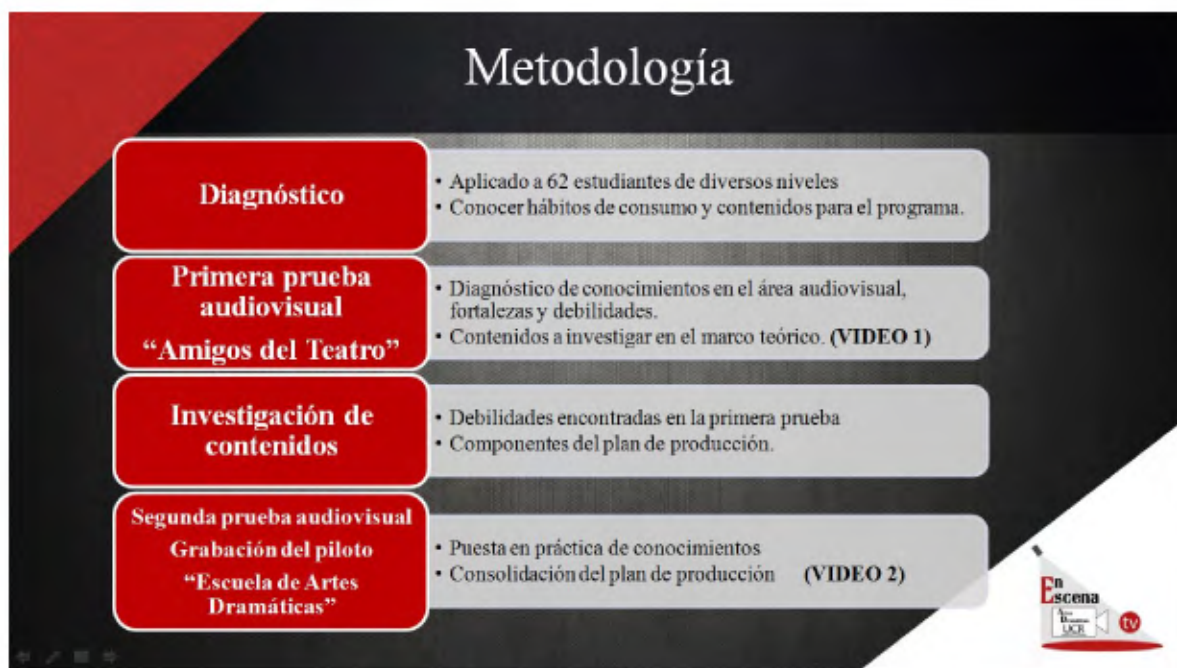 Metodología
Diagnóstico
• Aplicado a 62 estudiantes de diversos niveles
• Conocer hábitos de consumo y contenidos para el programa.
Primera prueba
audiovisual
“Amigos del Teatro”
• Diagnóstico de conocimientos en el área audiovisual,
fortalezas y debilidades.
• Contenidos a investigar en el marco teórico. (VIDEO 1)
Investigación de
contenidos
• Debilidades encontradas en la primera prueba
• Componentes del plan de producción.
Segunda prueba audiovisual
Grabación del piloto
“Escuela de Artes
Dramáticas”
• Puesta en práctica de conocimientos
• Consolidación del plan de producción (VIDEO 2)
En
Escena
UCR
tv